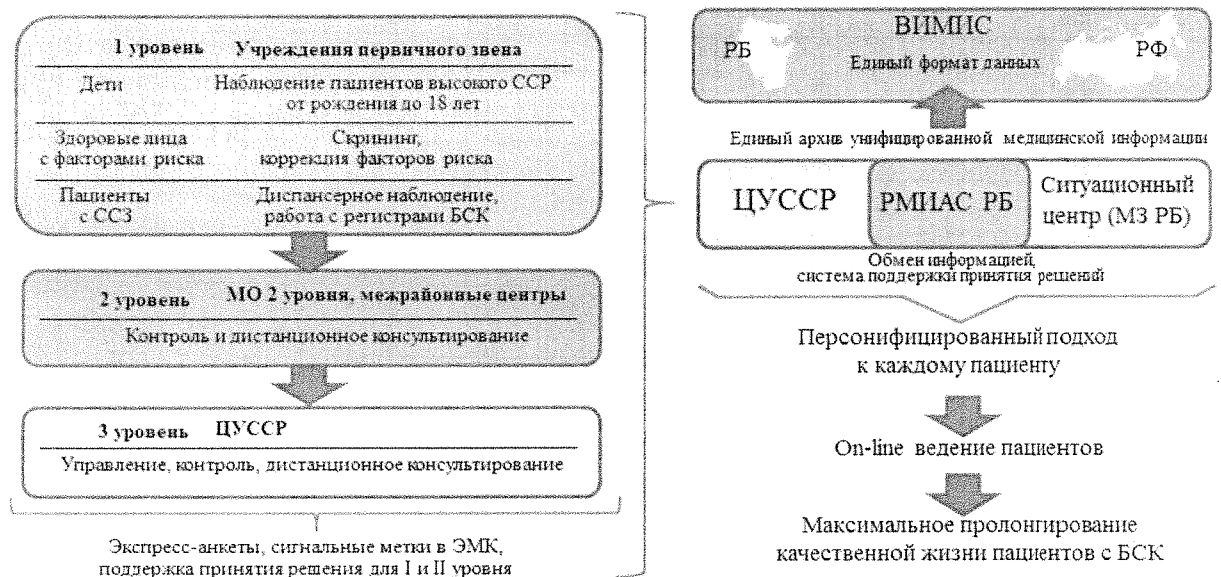 1 уровень Учреждения первичного звена
Дети Наблюдение пациентов высокого ССР
от рождения до 18 лет
Здоровые лица Скрининг,
с факторами риска коррекция факторов риска
Пациенты Диспансерное наблюдение,
с ССЗ работа с регистрами БСК
2 уровень МО 2 уровня, межрайонные центры
Контроль и дистанционное консультирование
3 уровень ЦУССР
Управление, контроль, дистанционное консультирование
Экспресс-анкеты, сигнальные метки в ЭМК,
поддержка принятия решения для I и II уровня
ВИМИС
РБ РФ
Единый формат данных
Единый архив унифицированной медицинской информации
ЦУССР РМИАС РБ Ситуационный
центр (МЗ РБ)
Обмен информацией,
система поддержки принятия решений
Персонифицированный подход
к каждому пациенту
On-line ведение пациентов
Максимальное пролонгирование
качественной жизни пациентов с БСК